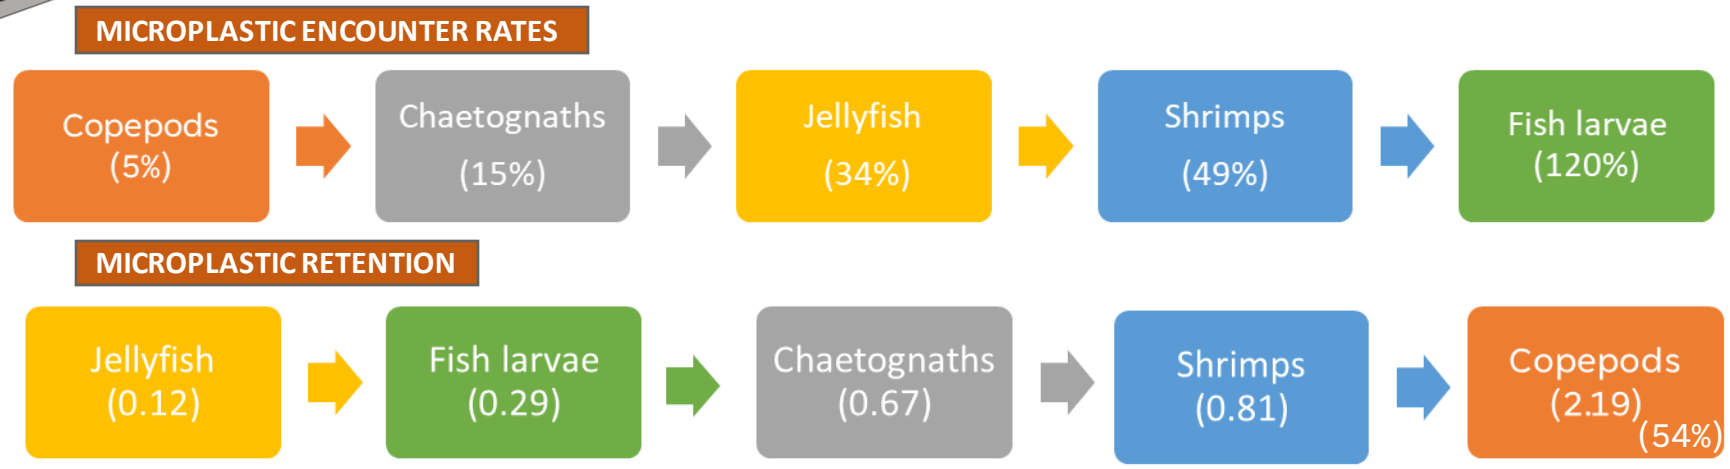 MICROPLASTIC ENCOUNTER RATES
Copepods
(5%)
Chaetognaths
(15%)
Jellyfish
(34%)
Shrimps
(49%)
Fish larvae
(120%)
MICROPLASTIC RETENTION
Jellyfish
(0.12)
Fish larvae
(0.29)
Chaetognaths
(0.67)
Shrimps
(0.81)
Copepods
(2.19)
(54%)